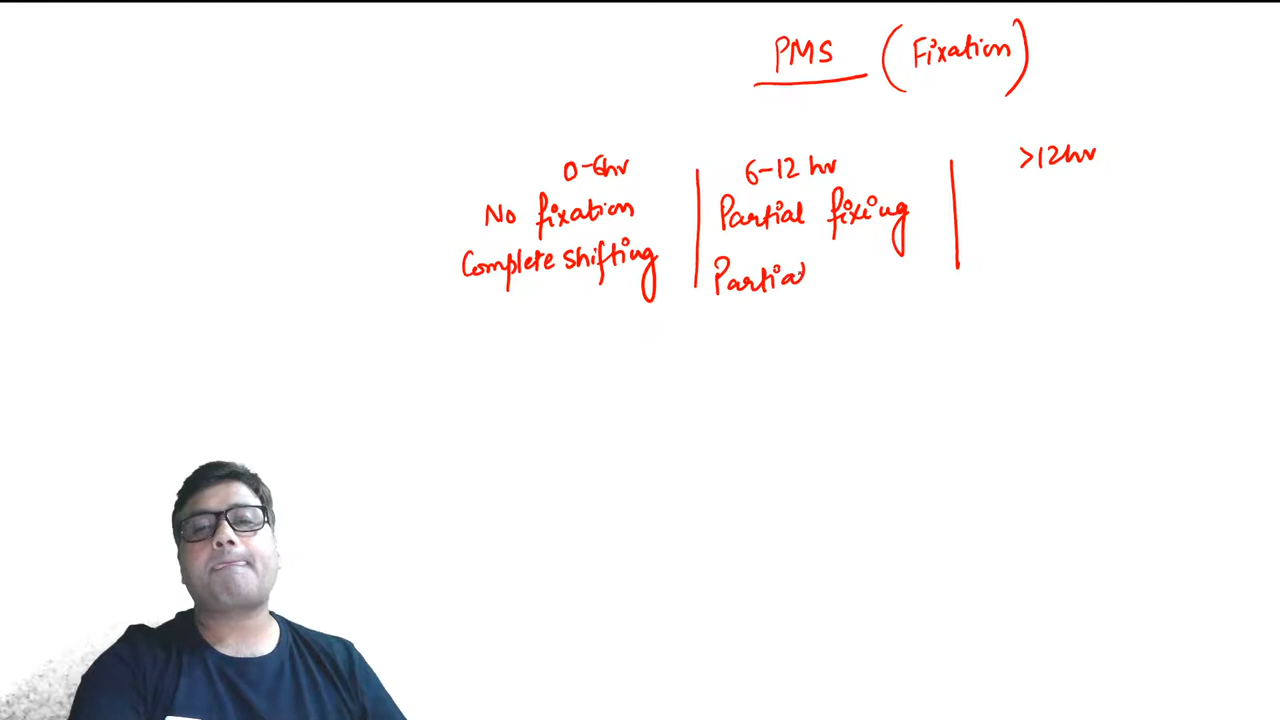 PMS (Fixation)
0-6hr
No fixation
Complete shifting
6-12 hr
Partial fixing
Partial
>12hr